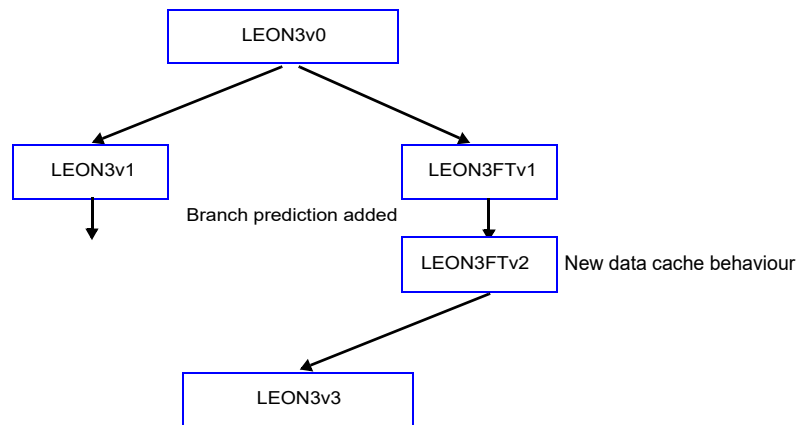 LEON3v0
LEON3v1
LEON3FTv1
Branch prediction added
LEON3FTv2
New data cache behaviour
LEON3v3